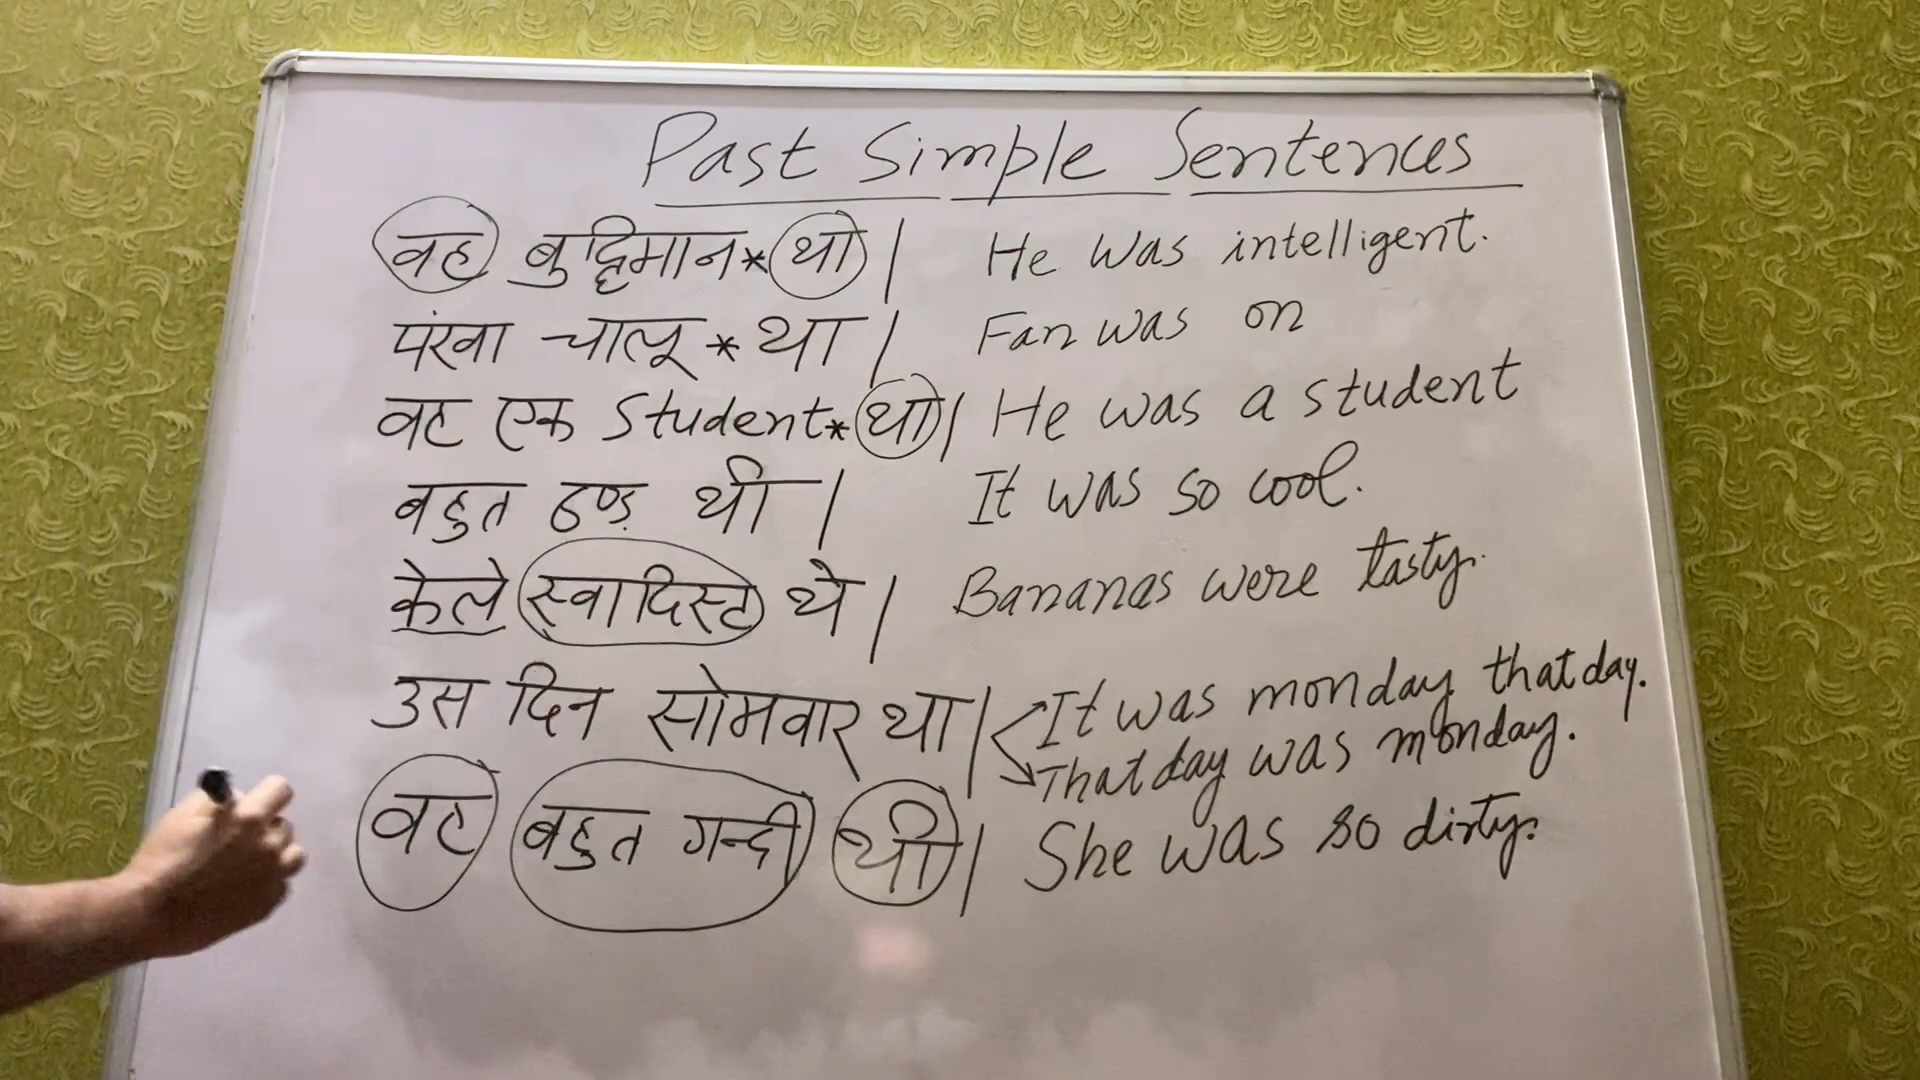 Past Simple Sentences
वह बुद्धिमान * था | He was intelligent.
पंखा चालू * था | Fan was on
वह एक Student * था | He was a student
बहुत ठण्ड थी | It was so cool.
केले स्वादिस्ट थे | Bananas were tasty.
उस दिन सोमवार था | It was monday that day.
That day was monday.
वह बहुत गन्दी थी | She was so dirty.